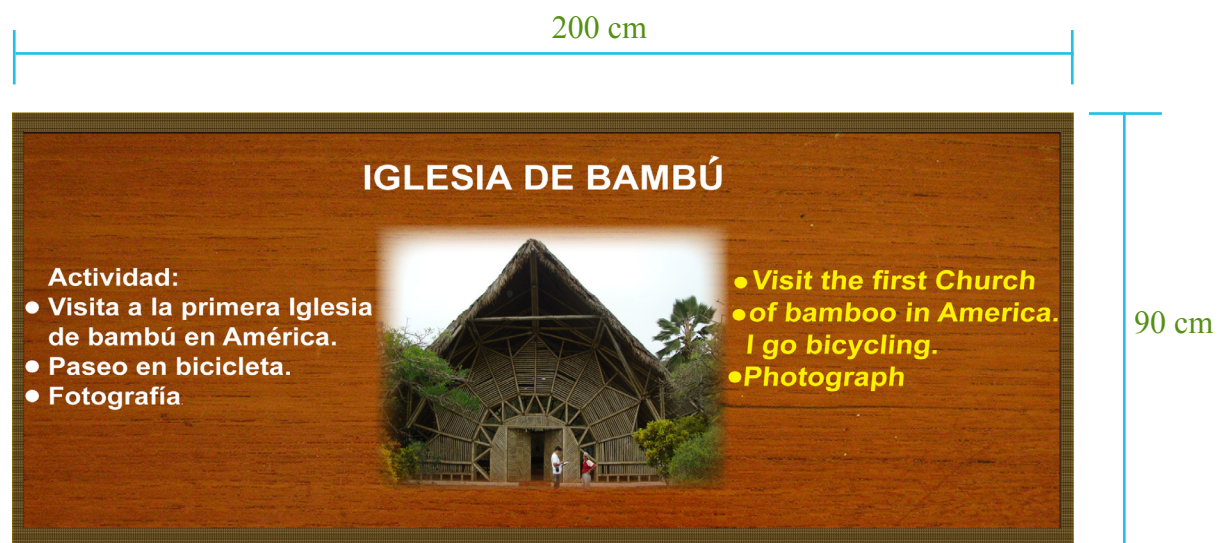 200 cm
IGLESIA DE BAMBÚ
Actividad:
● Visita a la primera Iglesia
de bambú en América.
● Paseo en bicicleta.
● Fotografía
● Visit the first Church
● of bamboo in America.
I go bicycling.
● Photograph
90 cm